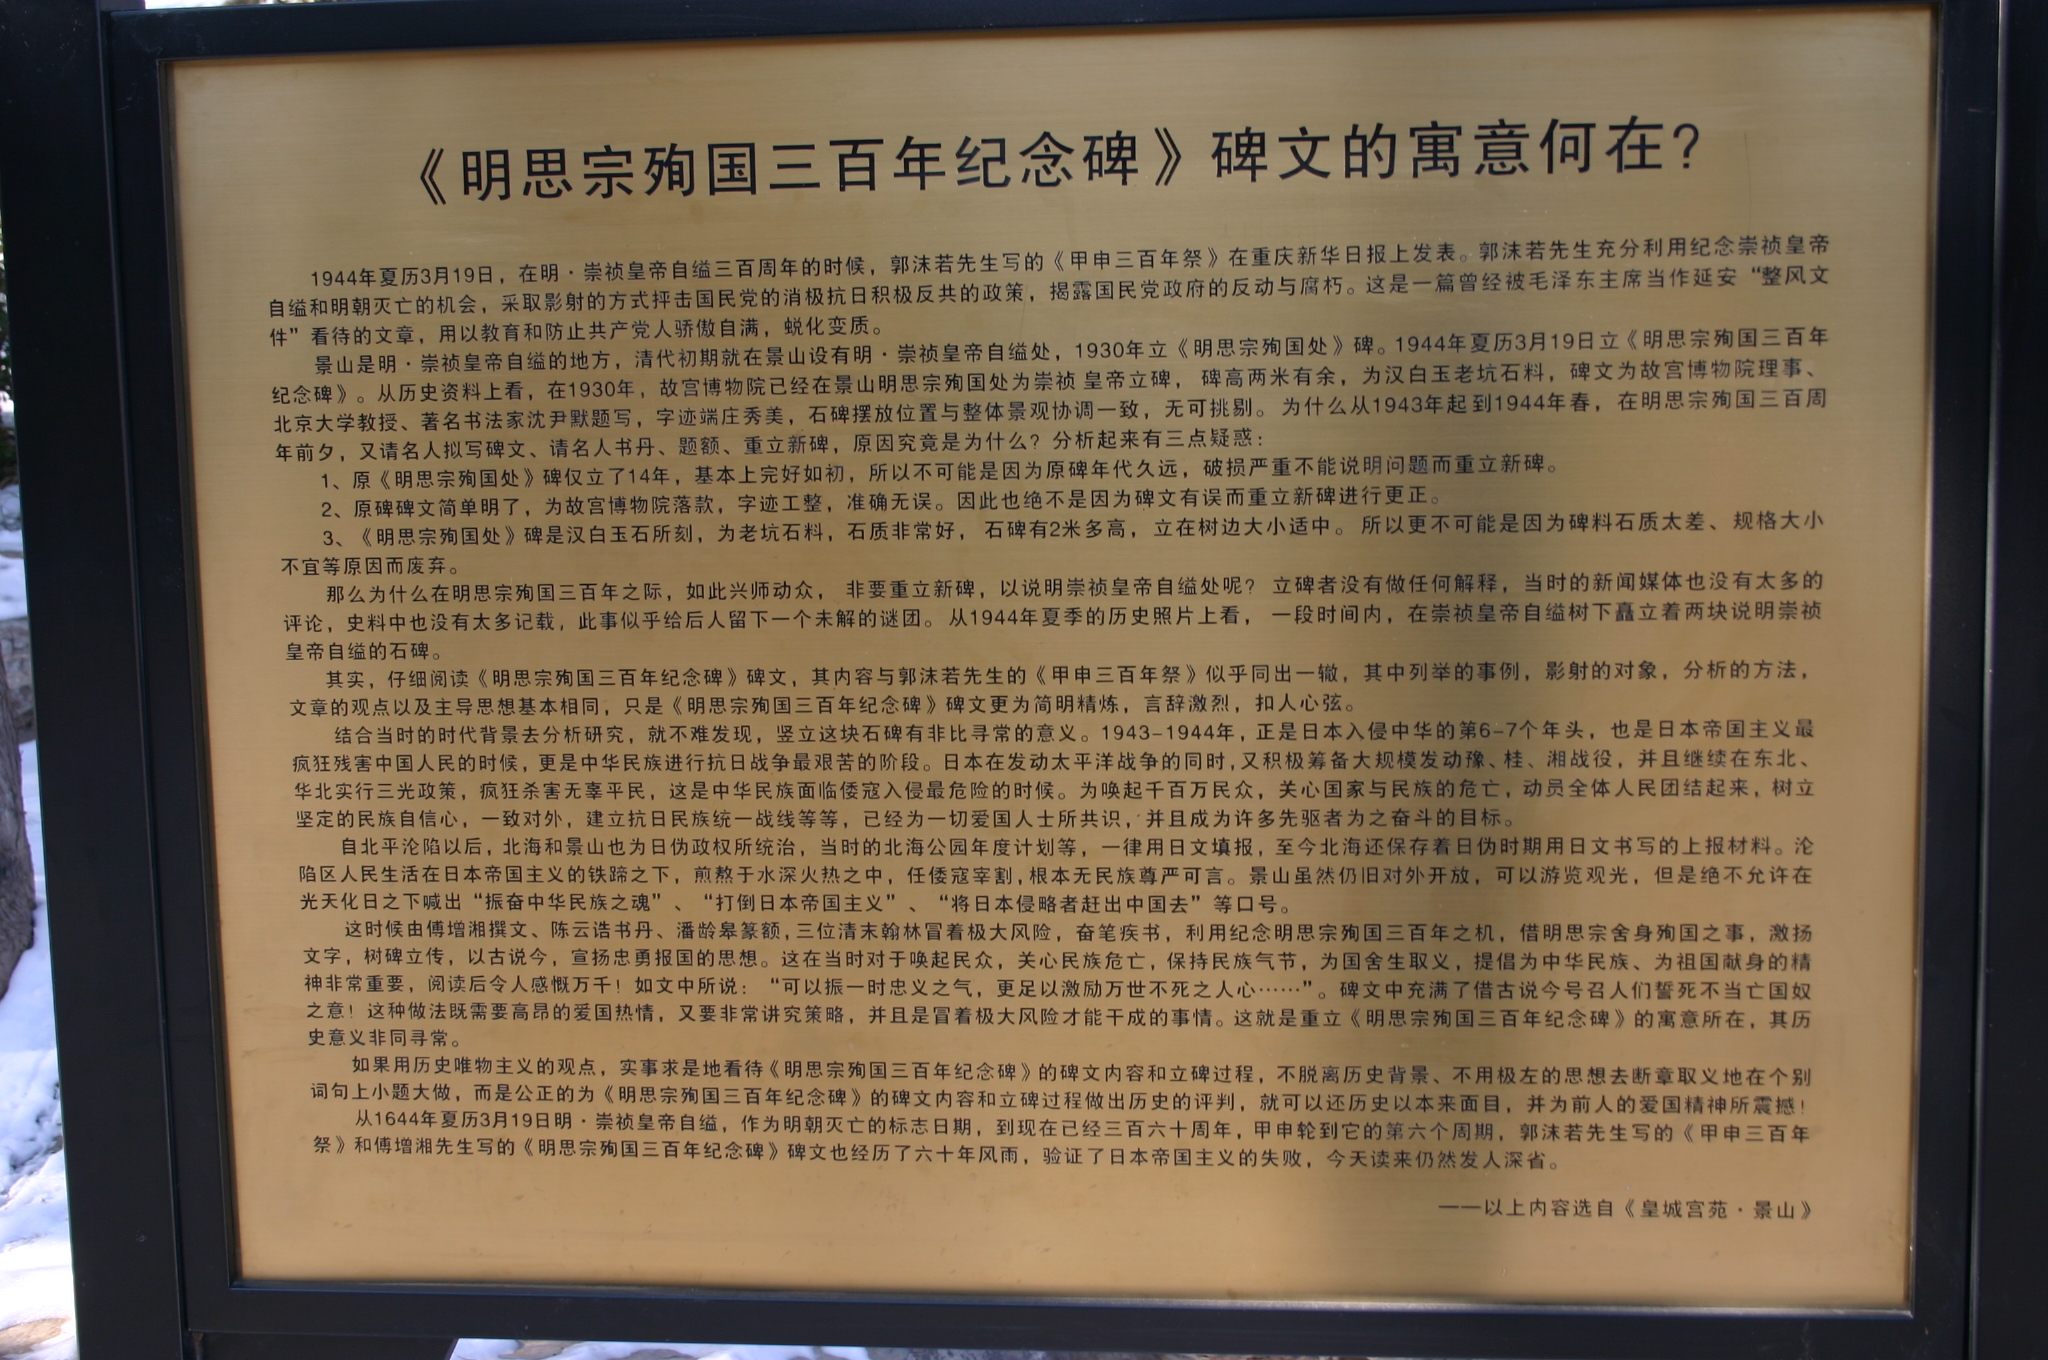 《明思宗殉国三百年纪念碑》碑文的寓意何在？
1944年夏历3月19日，在明·崇祯皇帝自缢三百周年的时候，郭沫若先生写的《甲申三百年祭》在重庆新华日报上发表。郭沫若先生充分利用纪念崇祯皇帝
自缢和明朝灭亡的机会，采取影射的方式抨击国民党的消极抗日积极反共的政策，揭露国民党政府的反动与腐朽。这是一篇曾经被毛泽东主席当作延安“整风文
件”看待的文章，用以教育和防止共产党人骄傲自满，蜕化变质。
景山是明·崇祯皇帝自缢的地方，清代初期就在景山设有明·崇祯皇帝自缢处，1930年立《明思宗殉国处》碑。1944年夏历3月19日立《明思宗殉国三百年
纪念碑》。从历史资料上看，在1930年，故宫博物院已经在景山明思宗殉国处为崇祯 皇帝立碑， 碑高两米有余，为汉白玉老坑石料，碑文为故宫博物院理事、
北京大学教授、著名书法家沈尹默题写，字迹端庄秀美，石碑摆放位置与整体景观协调一致，无可挑剔。为什么从1943年起到1944年春，在明思宗殉国三百周
年前夕，又请名人拟写碑文、请名人书丹、题额、重立新碑，原因究竟是为什么？分析起来有三点疑惑：
1、原《明思宗殉国处》碑仅立了14年，基本上完好如初，所以不可能是因为原碑年代久远，破损严重不能说明问题而重立新碑。
2、原碑碑文简单明了，为故宫博物院落款，字迹工整，准确无误。因此也绝不是因为碑文有误而重立新碑进行更正。
3、《明思宗殉国处》碑是汉白玉石所刻，为老坑石料，石质非常好， 石碑有2米多高，立在树边大小适中。 所以更不可能是因为碑料石质太差、规格大小
不宜等原因而废弃。
那么为什么在明思宗殉国三百年之际，如此兴师动众， 非要重立新碑，以说明崇祯皇帝自缢处呢？ 立碑者没有做任何解释，当时的新闻媒体也没有太多的
评论，史料中也没有太多记载，此事似乎给后人留下一个未解的谜团。从1944年夏季的历史照片上看， 一段时间内，在崇祯皇帝自缢树下矗立着两块说明崇祯
皇帝自缢的石碑。
其实，仔细阅读《明思宗殉国三百年纪念碑》碑文，其内容与郭沫若先生的《甲申三百年祭》似乎同出一辙，其中列举的事例，影射的对象，分析的方法，
文章的观点以及主导思想基本相同，只是《明思宗殉国三百年纪念碑》碑文更为简明精炼，言辞激烈，扣人心弦。
结合当时的时代背景去分析研究，就不难发现，竖立这块石碑有非比寻常的意义。1943-1944年，正是日本入侵中华的第6-7个年头，也是日本帝国主义最
疯狂残害中国人民的时候，更是中华民族进行抗日战争最艰苦的阶段。日本在发动太平洋战争的同时，又积极筹备大规模发动豫、桂、湘战役，并且继续在东北、
华北实行三光政策，疯狂杀害无辜平民，这是中华民族面临倭寇入侵最危险的时候。为唤起千百万民众，关心国家与民族的危亡，动员全体人民团结起来，树立
坚定的民族自信心，一致对外，建立抗日民族统一战线等等，已经为一切爱国人士所共识，并且成为许多先驱者为之奋斗的目标。
自北平沦陷以后，北海和景山也为日伪政权所统治，当时的北海公园年度计划等，一律用日文填报，至今北海还保存着日伪时期用日文书写的上报材料。沦
陷区人民生活在日本帝国主义的铁蹄之下，煎熬于水深火热之中，任倭寇宰割，根本无民族尊严可言。景山虽然仍旧对外开放，可以游览观光，但是绝不允许在
光天化日之下喊出“振奋中华民族之魂”、“打倒日本帝国主义”、“将日本侵略者赶出中国去”等口号。
这时候由傅增湘撰文、陈云诰书丹、潘龄皋篆额，三位清末翰林冒着极大风险，奋笔疾书，利用纪念明思宗殉国三百年之机，借明思宗舍身殉国之事，激扬
文字，树碑立传，以古说今，宣扬忠勇报国的思想。这在当时对于唤起民众，关心民族危亡，保持民族气节，为国舍生取义，提倡为中华民族、为祖国献身的精
神非常重要，阅读后令人感慨万千！如文中所说：“可以振一时忠义之气，更足以激励万世不死之人心……”。碑文中充满了借古说今号召人们誓死不当亡国奴
之意！这种做法既需要高昂的爱国热情，又要非常讲究策略，并且是冒着极大风险才能干成的事情。这就是重立《明思宗殉国三百年纪念碑》的寓意所在，其历
史意义非同寻常。
如果用历史唯物主义的观点，实事求是地看待《明思宗殉国三百年纪念碑》的碑文内容和立碑过程，不脱离历史背景、不用极左的思想去断章取义地在个别
词句上小题大做，而是公正的为《明思宗殉国三百年纪念碑》的碑文内容和立碑过程做出历史的评判，就可以还历史以本来面目，并为前人的爱国精神所震撼！
从1644年夏历3月19日明·崇祯皇帝自缢，作为明朝灭亡的标志日期，到现在已经三百六十周年，甲申轮到它的第六个周期，郭沫若先生写的《甲申三百年
祭》和傅增湘先生写的《明思宗殉国三百年纪念碑》碑文也经历了六十年风雨，验证了日本帝国主义的失败，今天读来仍然发人深省。
——以上内容选自《皇城宫苑·景山》